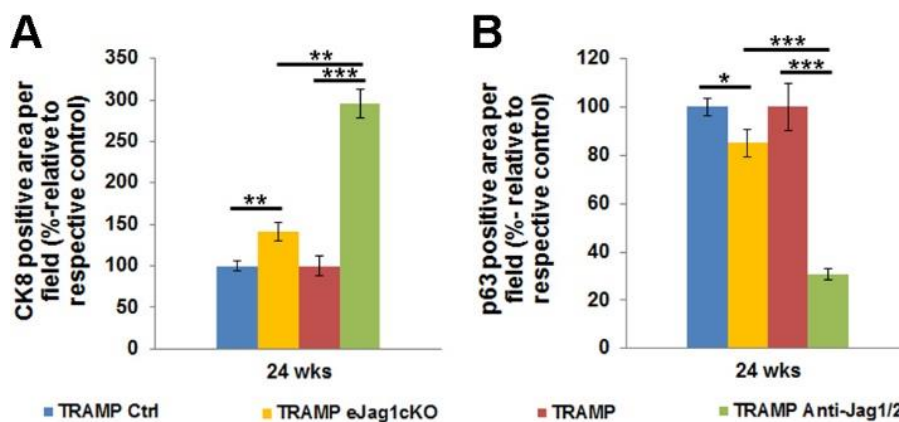 A
B
CK8 positive area per
field (%-relative to
respective control)
350
300
250
200
150
100
50
0
**
**
***
24 wks
p63 positive area per
field (%- relative to
respective control)
120
100
80
60
40
20
0
*
***
***
24 wks
TRAMP Ctrl
TRAMP eJag1cKO
TRAMP
TRAMP Anti-Jag1/2